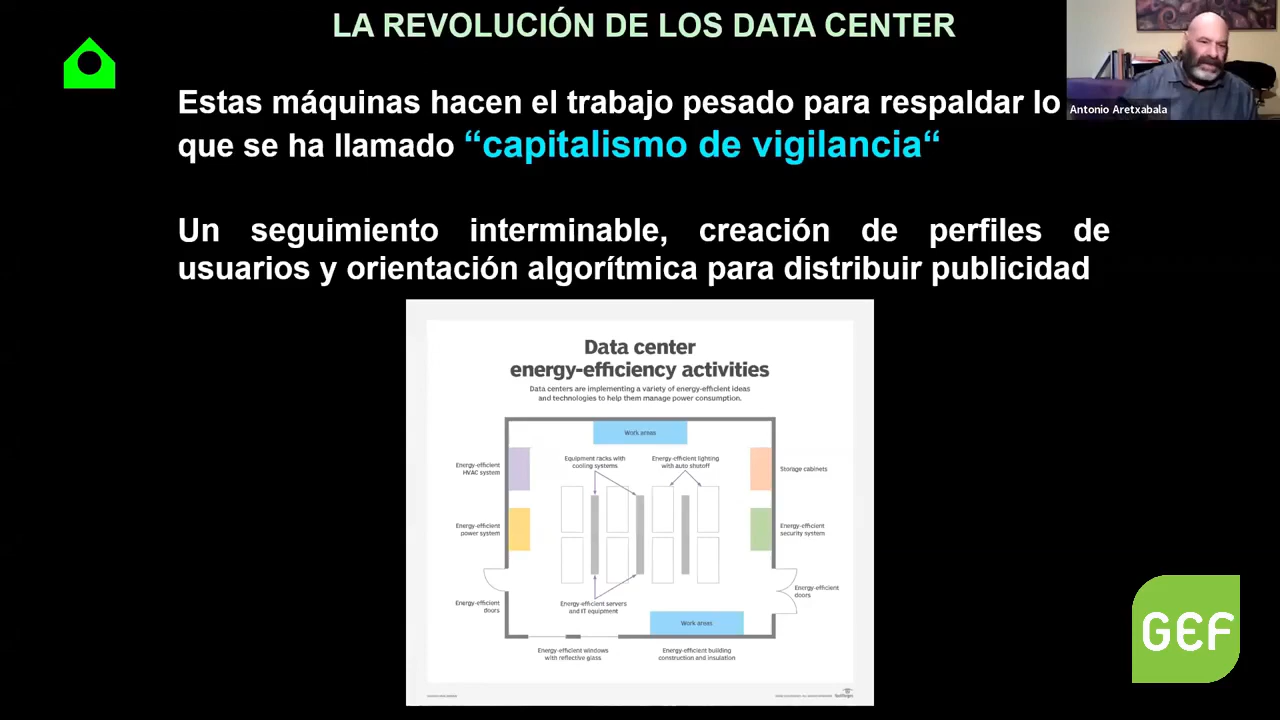 LA REVOLUCIÓN DE LOS DATA CENTER
Estas máquinas hacen el trabajo pesado para respaldar lo
que se ha llamado “capitalismo de vigilancia“
Antonio Aretxabala
Un seguimiento interminable, creación de perfiles de
usuarios y orientación algorítmica para distribuir publicidad
Data center
energy-efficiency activities
Data centers are implementing a variety of energy-efficient ideas
and technologies to help them manage power consumption.
Work areas
Energy-efficient
HVAC system
Equipment racks with
cooling systems
Energy-efficient lighting
with auto shutoff
Storage cabinets
Energy-efficient
power system
Energy-efficient
security system
Energy-efficient
doors
Energy-efficient servers
and IT equipment
Energy-efficient
doors
Work areas
Energy-efficient windows
with reflective glass
Energy-efficient building
construction and insulation
GEF